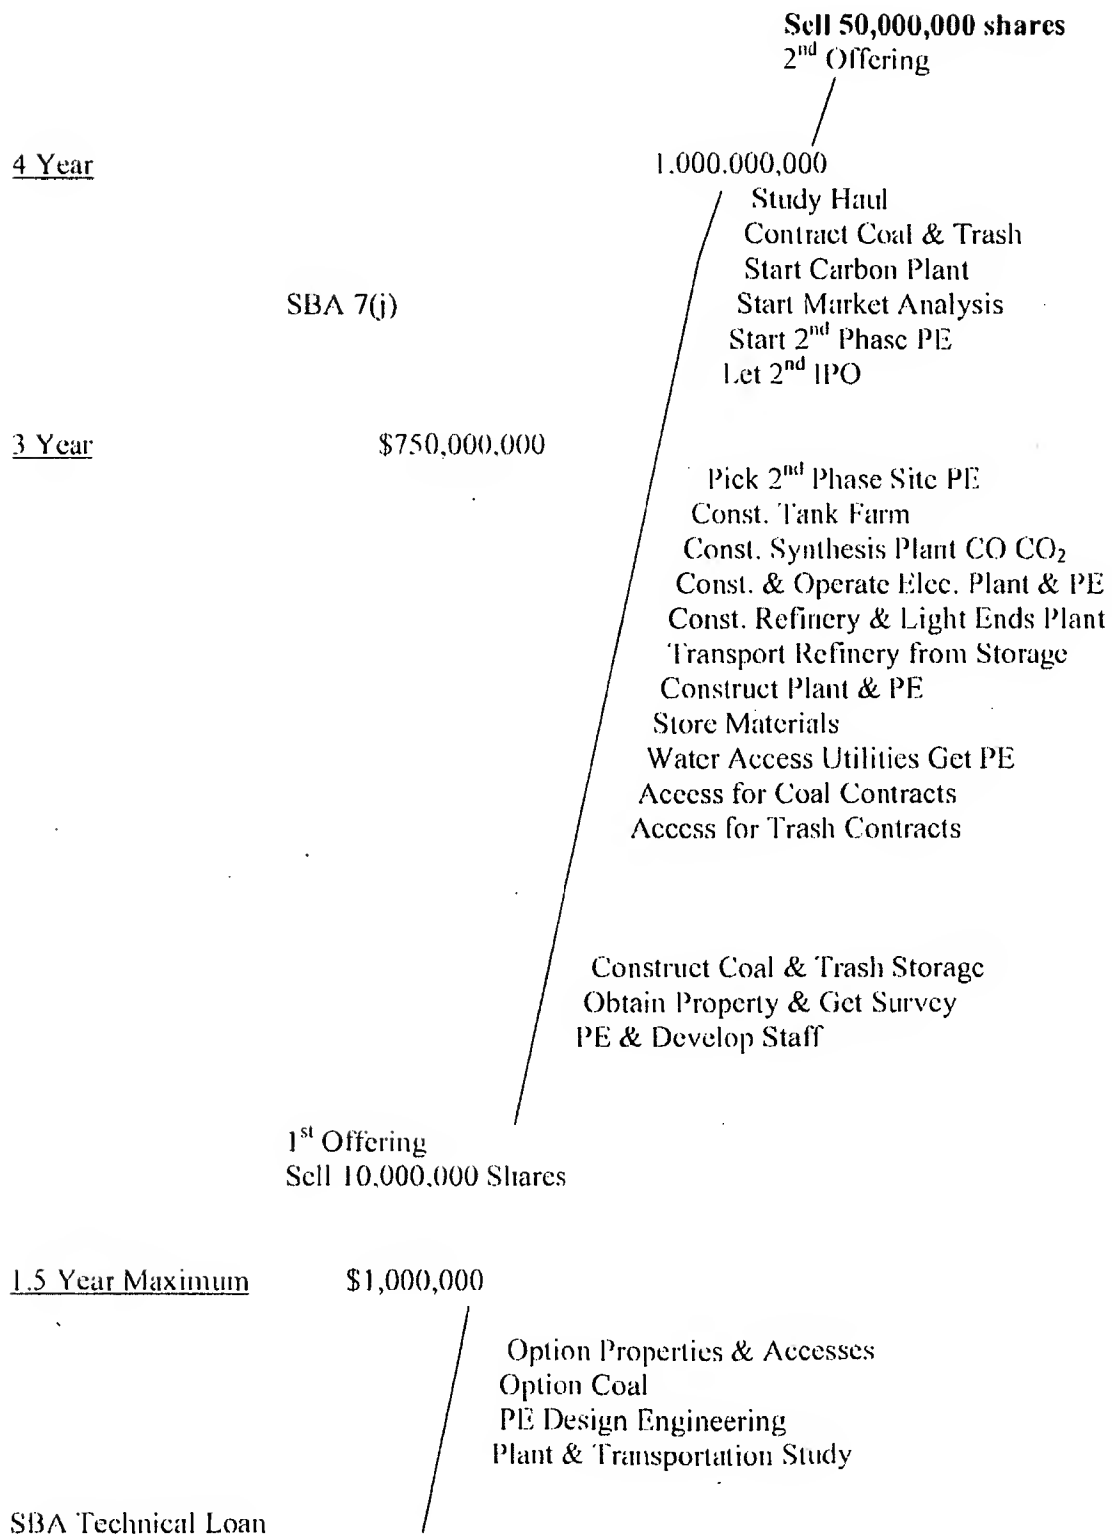 Sell 50,000,000 shares
2nd Offering
4 Year 1.000.000,000
Study Haul
Contract Coal & Trash
Start Carbon Plant
SBA 7(j) Start Market Analysis
Start 2nd Phase PE
Let 2nd IPO
3 Year $750,000,000
Pick 2nd Phase Site PE
Const. Tank Farm
Const. Synthesis Plant CO CO2
Const. & Operate Elec. Plant & PE
Const. Refinery & Light Ends Plant
Transport Refinery from Storage
Construct Plant & PE
Store Materials
Water Access Utilities Get PE
Access for Coal Contracts
Access for Trash Contracts
Construct Coal & Trash Storage
Obtain Property & Get Survey
PE & Develop Staff
1st Offering
Sell 10,000,000 Shares
1.5 Year Maximum $1,000,000
Option Properties & Accesses
Option Coal
PE Design Engineering
Plant & Transportation Study
SBA Technical Loan